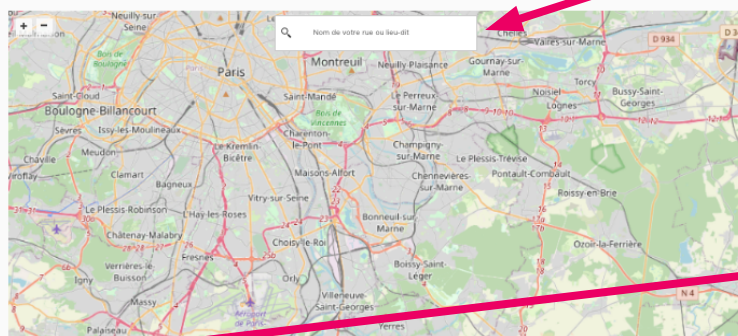 Neuilly-sur-
Seine
+ −
Nom de votre rue ou lieu-dit
Chelles
Vaires-sur-Marne
D 934
Bois de
Boulogne
Paris
Montreuil
Neuilly-Plaisance
Gournay-sur-
Marne
Torcy
Saint-Cloud
Saint-Mandé
Le Perreux-
sur-Marne
Noisiel
Bussy-Saint-
Georges
Boulogne-Billancourt
Bois de
Vincennes
Lognes
Sèvres
Issy-les-Moulineaux
Charenton-
le-Pont
Le Kremlin-
Bicêtre
Champigny-
sur-Marne
Meudon
Chaville
Le Plessis-Trévise
Viroflay
Clamart
Maisons-Alfort
Chennevières-
sur-Marne
Pontault-Combault
Bagneux
Vitry-sur-Seine
Roissy-en-Brie
Le Plessis-Robinson
L'Haÿ-les-Roses
Bonneuil-sur-
Marne
Châtenay-Malabry
Choisy-le-Roi
Ozoir-la-Ferrière
Fresnes
Verrières-le-
Buisson
Boissy-Saint-
Léger
Igny
Orly
N 4
Massy
Villeneuve-
Saint-Georges
Aéroport
de Paris-
Palaiseau
Yerres